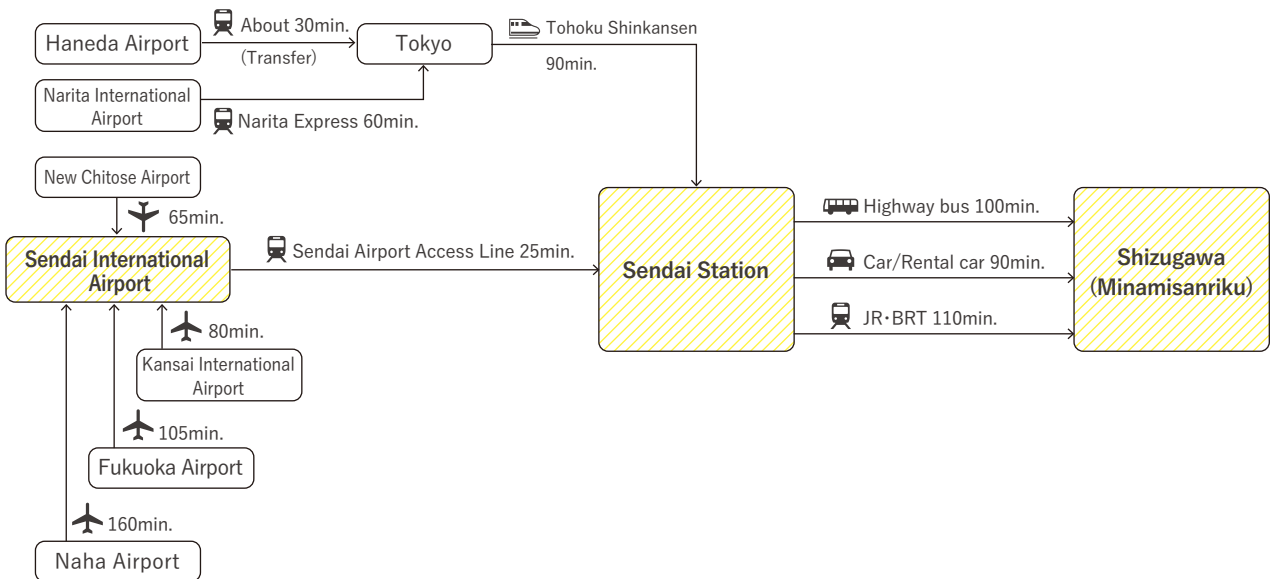 Haneda Airport
About 30min.
(Transfer)
Tokyo
Tohoku Shinkansen
90min.
Narita International
Airport
Narita Express 60min.
New Chitose Airport
65min.
Sendai International
Airport
Sendai Airport Access Line 25min.
Sendai Station
Highway bus 100min.
Car/Rental car 90min.
JR・BRT 110min.
Shizugawa
(Minamisanriku)
80min.
Kansai International
Airport
105min.
Fukuoka Airport
160min.
Naha Airport